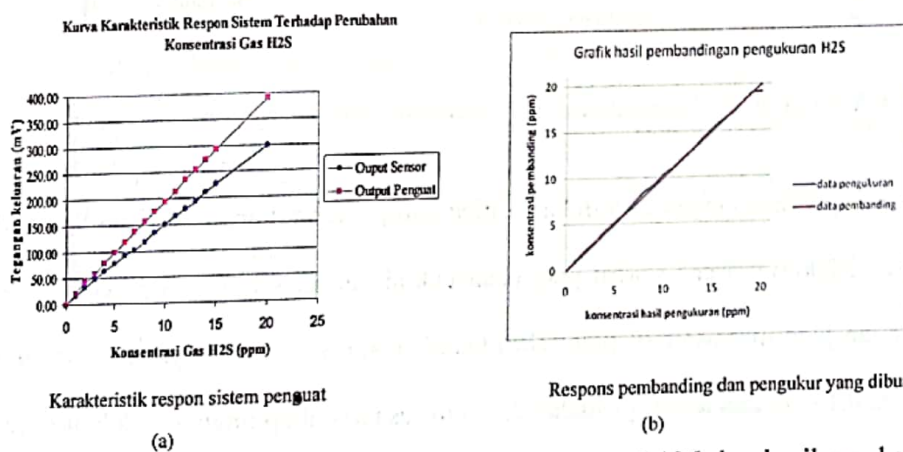 Kurva Karakteristik Respon Sistem Terhadap Perubahan
Konsentrasi Gas H2S
Tegangan keluaran (mV)
400,00
350,00
300,00
250,00
200,00
150,00
100,00
50,00
0,00
0 5 10 15 20 25
Konsentrasi Gas H2S (ppm)
Ouput Sensor
Output Penguat
Karakteristik respon sistem penguat
(a)
Grafik hasil pembandingan pengukuran H2S
konsentrasi pembanding (ppm)
20
15
10
5
0
0 5 10 15 20
konsentrasi hasil pengukuran (ppm)
data pengukuran
data pembanding
Respons pembanding dan pengukur yang dibu
(b)